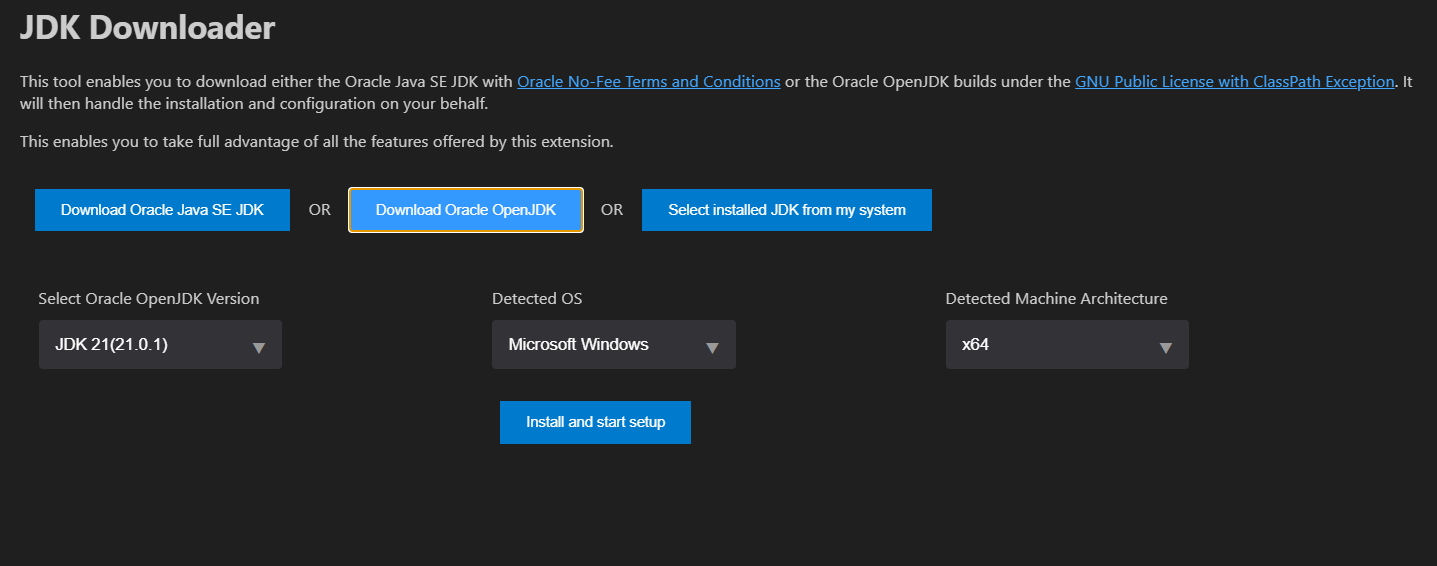 JDK Downloader
This tool enables you to download either the Oracle Java SE JDK with Oracle No-Fee Terms and Conditions or the Oracle OpenJDK builds under the GNU Public License with ClassPath Exception. It
will then handle the installation and configuration on your behalf.
This enables you to take full advantage of all the features offered by this extension.
Download Oracle Java SE JDK OR Download Oracle OpenJDK OR Select installed JDK from my system
Select Oracle OpenJDK Version Detected OS Detected Machine Architecture
JDK 21(21.0.1) Microsoft Windows x64
Install and start setup